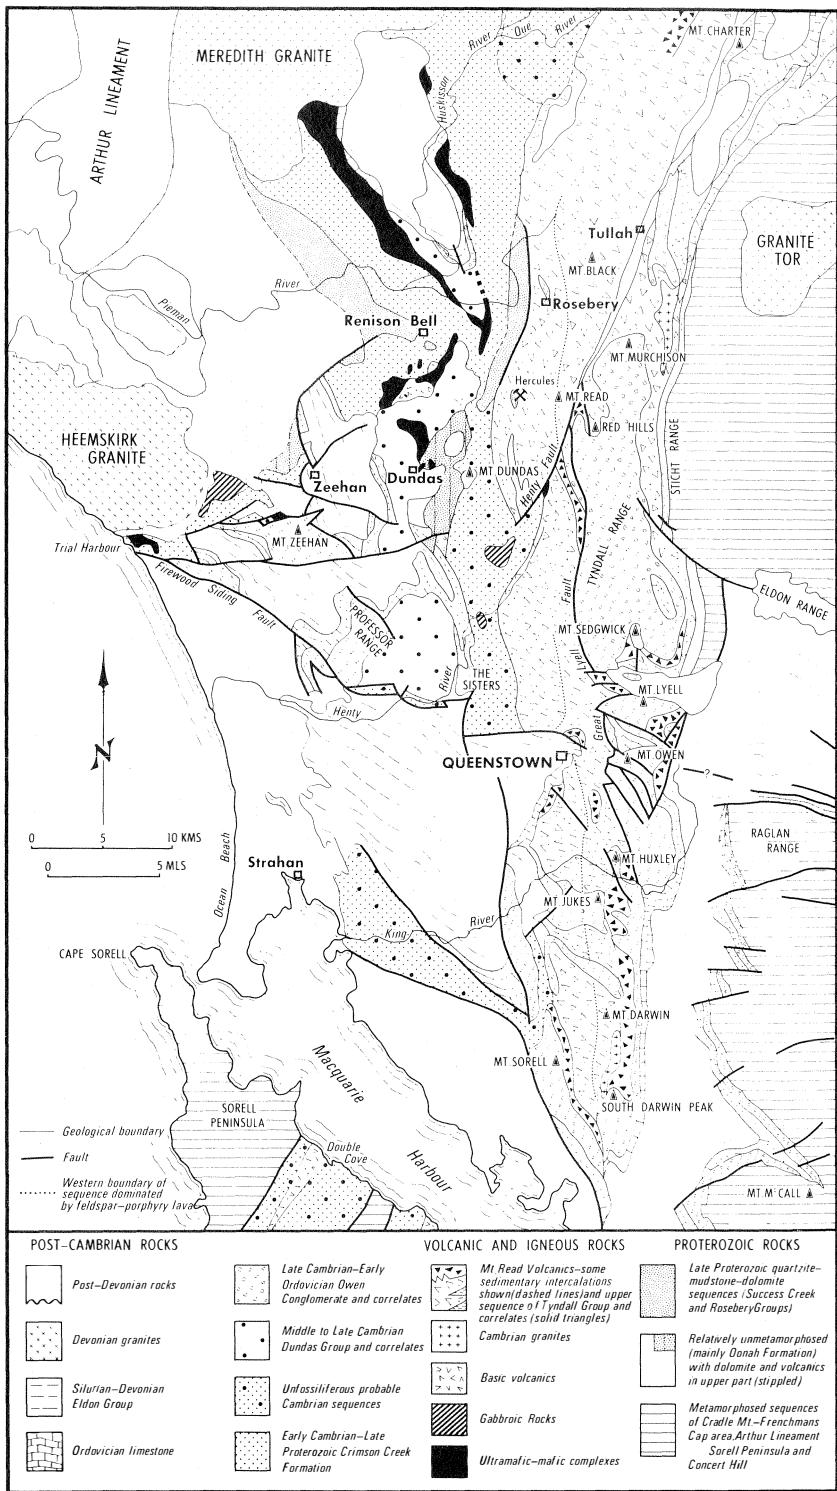 MT CHARTER
River Que River
MEREDITH GRANITE
ARTHUR LINEAMENT
Huskisson
Tullah
GRANITE
TOR
MT BLACK
River
Pieman
Rosebery
Renison Bell
MT MURCHISON
Hercules
MT READ
RED HILLS
HEEMSKIRK
GRANITE
STICHT RANGE
Zeehan
Dundas
MT DUNDAS
Henty Fault
TYNDALL RANGE
MT ZEEHAN
Trial Harbour
Firewood Siding Fault
ELDON RANGE
PROFESSOR
RANGE
Fault
MT SEDGWICK
Lyell
THE
SISTERS
River
Henty
MT LYELL
Great
N
QUEENSTOWN
MT OWEN
?
0 5 10 KMS
0 5 MLS
RAGLAN
RANGE
Ocean Beach
Strahan
MT HUXLEY
MT JUKES
River
King
CAPE SORELL
MT DARWIN
Macquarie
Harbour
MT SORELL
SORELL
PENINSULA
SOUTH DARWIN PEAK
Double
Cove
MT McCALL
Geological boundary
Fault
Western boundary of
sequence dominated
by feldspar-porphyry lava
POST-CAMBRIAN ROCKS
Post-Devonian rocks
Devonian granites
Silurian-Devonian
Eldon Group
Ordovician limestone
Late Cambrian-Early
Ordovician Owen
Conglomerate and correlates
Middle to Late Cambrian
Dundas Group and correlates
Unfossiliferous probable
Cambrian sequences
Early Cambrian-Late
Proterozoic Crimson Creek
Formation
VOLCANIC AND IGNEOUS ROCKS
Mt Read Volcanics-some
sedimentary intercalations
shown(dashed lines)and upper
sequence of Tyndall Group and
correlates (solid triangles)
Cambrian granites
Basic volcanics
Gabbroic Rocks
Ultramafic-mafic complexes
PROTEROZOIC ROCKS
Late Proterozoic quartzite-
mudstone-dolomite
sequences (Success Creek
and RoseberyGroups)
Relatively unmetamorphosed
(mainly Oonah Formation)
with dolomite and volcanics
in upper part (stippled)
Metamorphosed sequences
of Cradle Mt.-Frenchmans
Cap area, Arthur Lineament
Sorell Peninsula and
Concert Hill